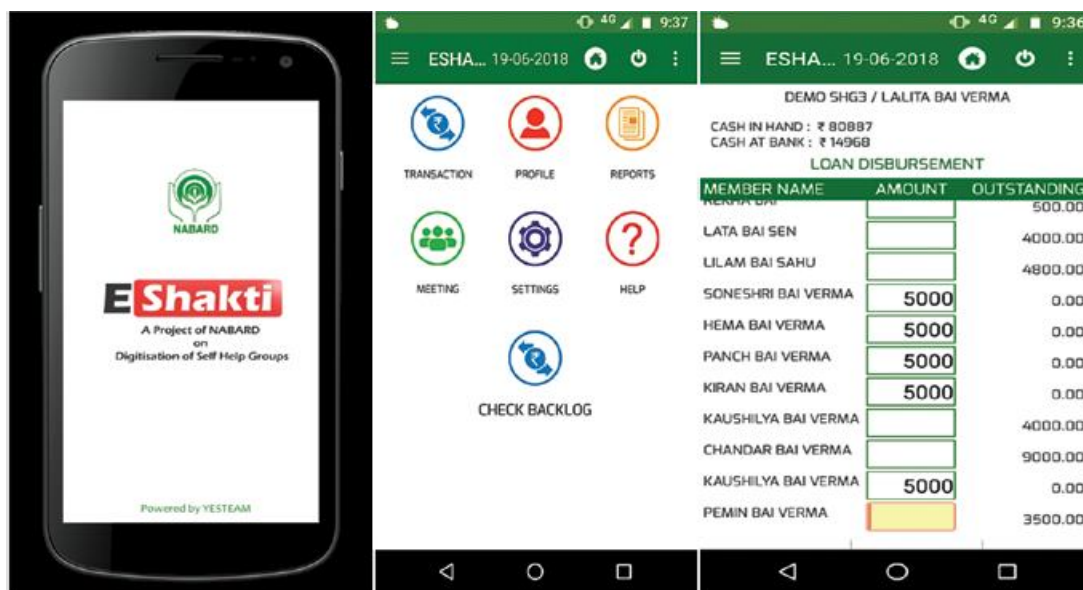 NABARD
EShakti
A Project of NABARD
on
Digitisation of Self Help Groups
Powered by YESTEAM
4G 9:37
ESHA... 19-06-2018
TRANSACTION PROFILE REPORTS
MEETING SETTINGS HELP
CHECK BACKLOG
4G 9:36
ESHA... 19-06-2018
DEMO SHG3 / LALITA BAI VERMA
CASH IN HAND : ₹ 80887
CASH AT BANK : ₹ 14968
LOAN DISBURSEMENT
MEMBER NAME AMOUNT OUTSTANDING
REKHA BAI 500.00
LATA BAI SEN 4000.00
LILAM BAI SAHU 4800.00
SONESHRI BAI VERMA 5000 0.00
HEMA BAI VERMA 5000 0.00
PANCH BAI VERMA 5000 0.00
KIRAN BAI VERMA 5000 0.00
KAUSHILYA BAI VERMA 4000.00
CHANDAR BAI VERMA 9000.00
KAUSHILYA BAI VERMA 5000 0.00
PEMIN BAI VERMA 3500.00